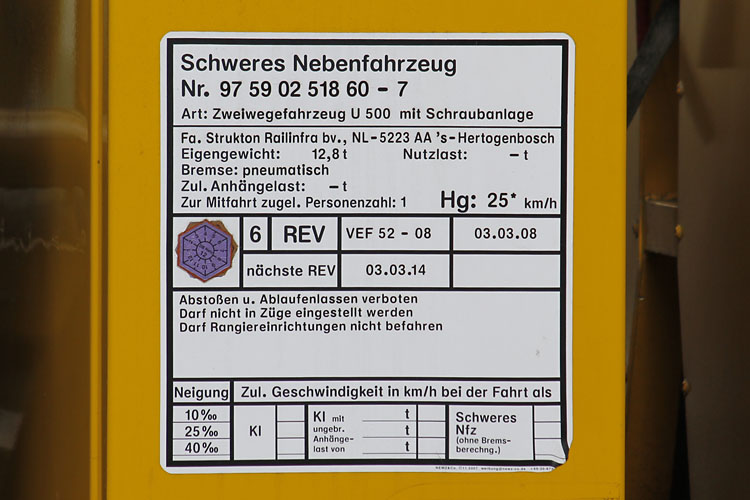 Schweres Nebenfahrzeug
Nr. 97 59 02 518 60 - 7
Art: Zweiwegefahrzeug U 500 mit Schraubanlage
Fa. Strukton Railinfra bv., NL-5223 AA 's-Hertogenbosch
Eigengewicht: 12,8 t Nutzlast: - t
Bremse: pneumatisch
Zul. Anhängelast: - t
Zur Mitfahrt zugel. Personenzahl: 1 Hg: 25* km/h
6 REV VEF 52 - 08 03.03.08
nächste REV 03.03.14
Abstoßen u. Ablaufenlassen verboten
Darf nicht in Züge eingestellt werden
Darf Rangiereinrichtungen nicht befahren
Neigung Zul. Geschwindigkeit in km/h bei der Fahrt als
10‰
25‰
40‰
Kl
Kl mit t
ungebr. t
Anhänge-
last von t
Schweres
Nfz
(ohne Brems-
berechng.)